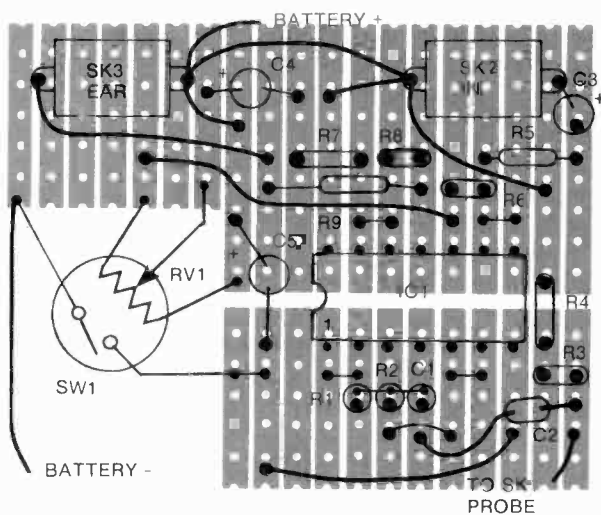 BATTERY +
SK3
EAR
C4
SK2
IN
C3
+
+
R7
R8
R5
R6
R9
+
C5
RV1
IC1
1
R4
SW1
R3
R1
R2
C1
C2
BATTERY -
TO SK
PROBE